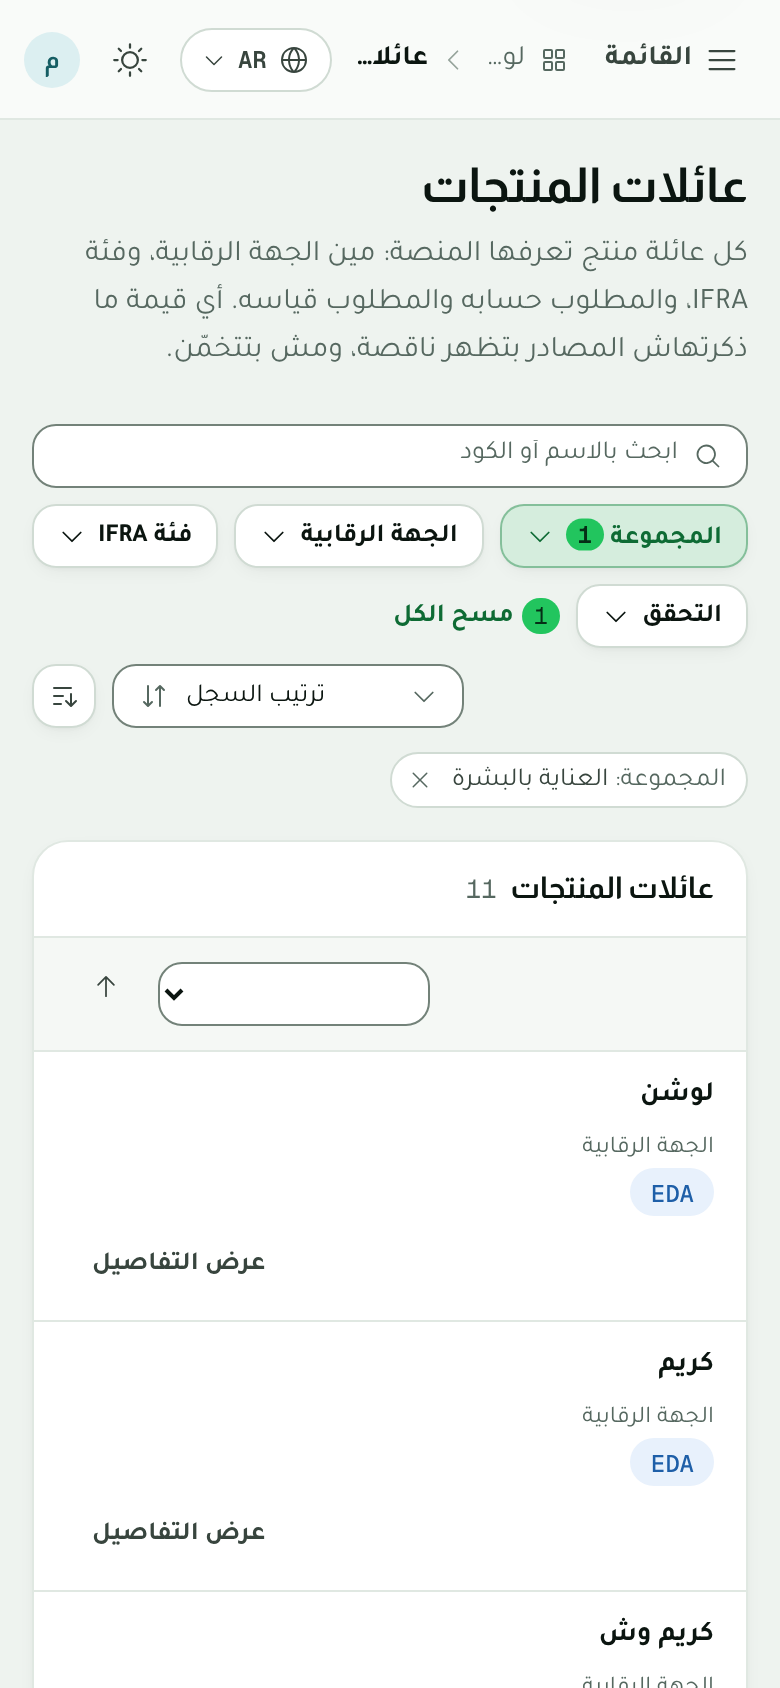 القائمة لو... عائلا... AR م
عائلات المنتجات
كل عائلة منتج تعرفها المنصة: مين الجهة الرقابية، وفئة
IFRA، والمطلوب حسابه والمطلوب قياسه. أي قيمة ما
ذكرتهاش المصادر بتظهر ناقصة، ومش بتتخمّن.
ابحث بالاسم أو الكود
المجموعة 1 الجهة الرقابية فئة IFRA
التحقق 1 مسح الكل
ترتيب السجل
المجموعة: العناية بالبشرة
عائلات المنتجات 11
لوشن
الجهة الرقابية
EDA
عرض التفاصيل
كريم
الجهة الرقابية
EDA
عرض التفاصيل
كريم وش
الجهة الرقابية